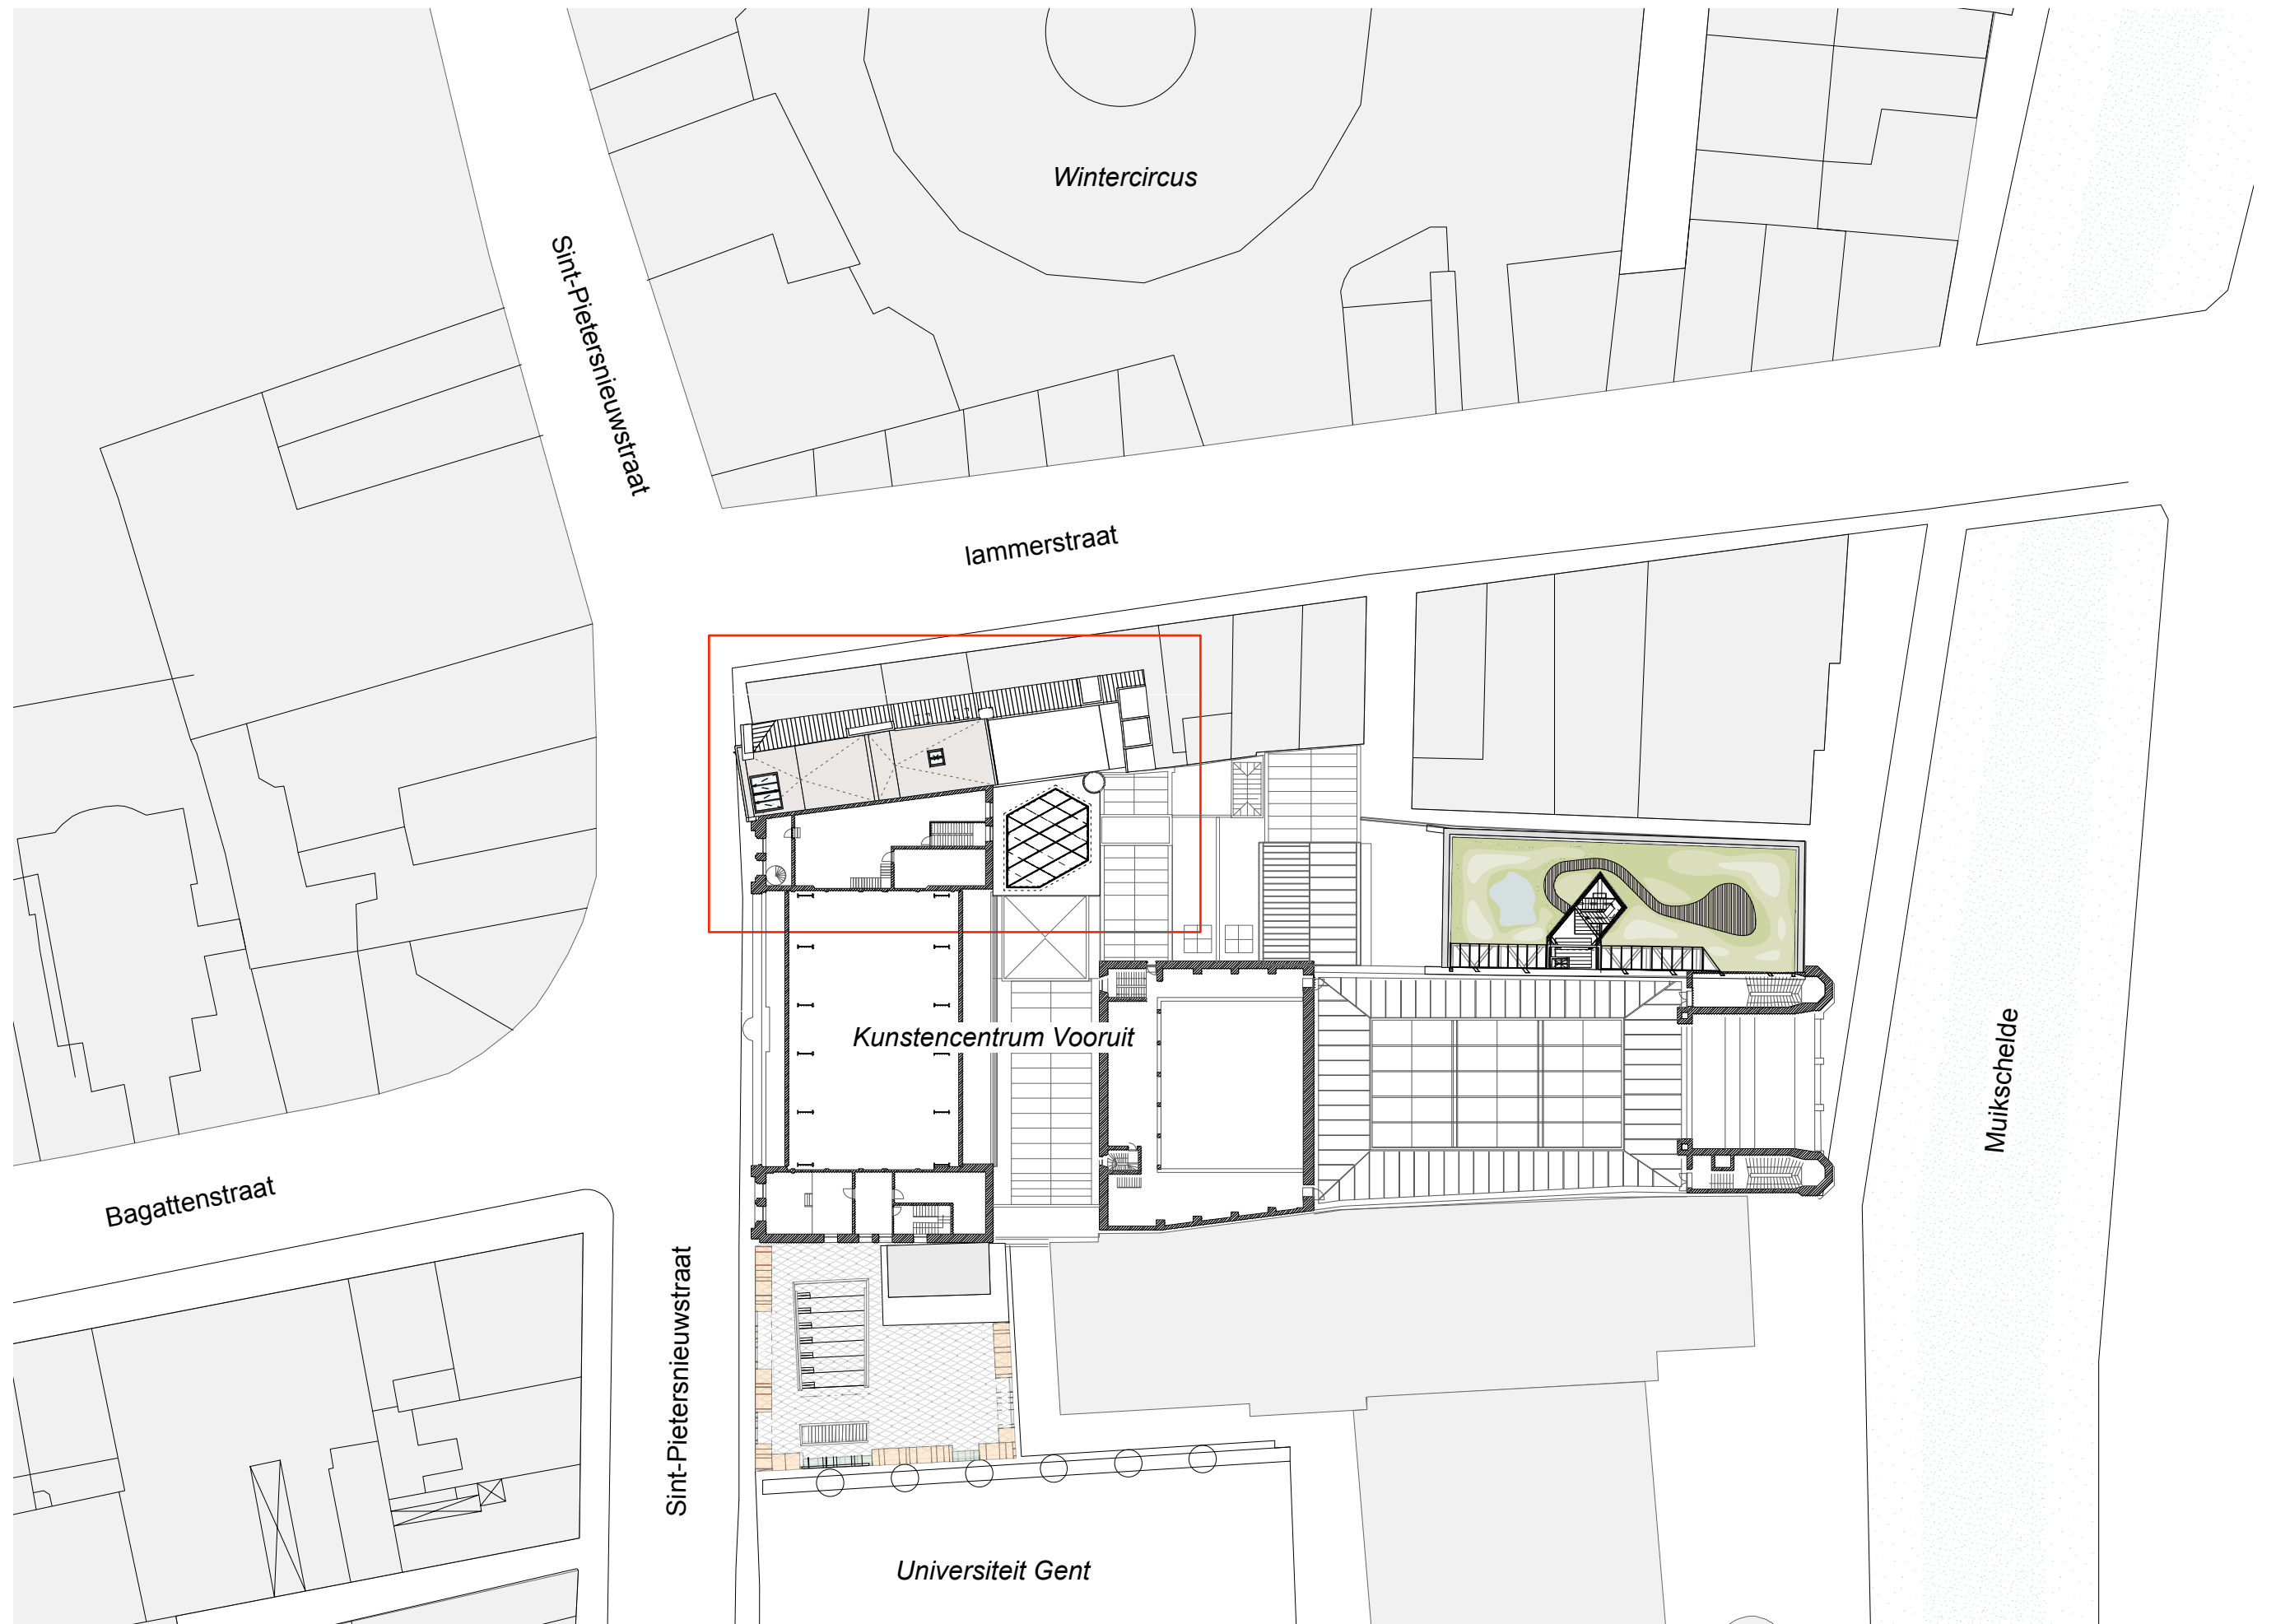 Wintercircus
Sint-Pietersnieuwstraat
lammerstraat
Kunstencentrum Vooruit
Muikschelde
Bagattenstraat
Sint-Pietersnieuwstraat
Universiteit Gent